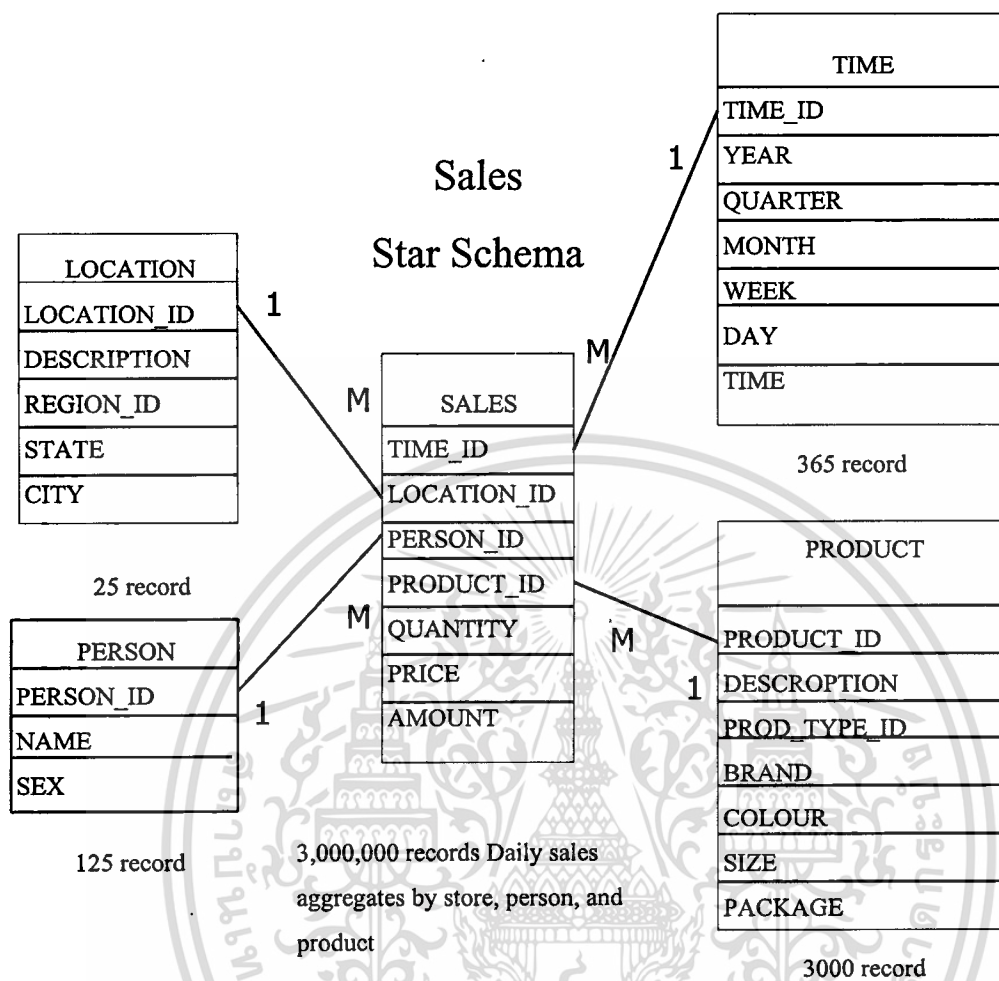 Sales
Star Schema
LOCATION
LOCATION_ID
DESCRIPTION
REGION_ID
STATE
CITY
25 record
PERSON
PERSON_ID
NAME
SEX
125 record
SALES
TIME_ID
LOCATION_ID
PERSON_ID
PRODUCT_ID
QUANTITY
PRICE
AMOUNT
3,000,000 records Daily sales
aggregates by store, person, and
product
TIME
TIME_ID
YEAR
QUARTER
MONTH
WEEK
DAY
TIME
365 record
PRODUCT
PRODUCT_ID
DESCROPTION
PROD_TYPE_ID
BRAND
COLOUR
SIZE
PACKAGE
3000 record
1
M
1
M
1
M
M
1